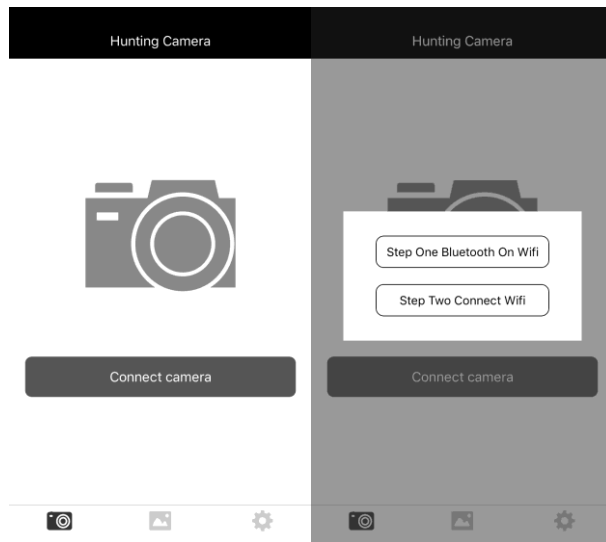 Hunting Camera
Connect camera
Hunting Camera
Step One Bluetooth On Wifi
Step Two Connect Wifi
Connect camera